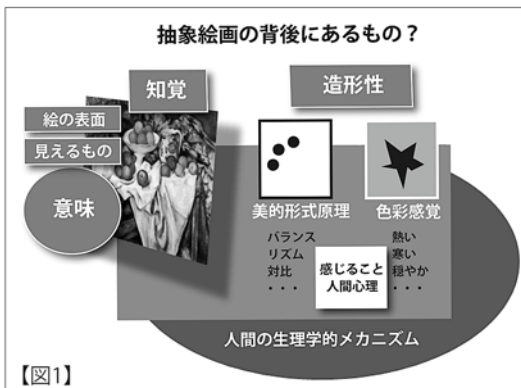 抽象絵画の背後にあるもの？
知覚
造形性
絵の表面
見えるもの
意味
美的形式原理
色彩感覚
バランス
リズム
対比
・・・
熱い
寒い
穏やか
・・・
感じること
人間心理
人間の生理学的メカニズム
【図1】